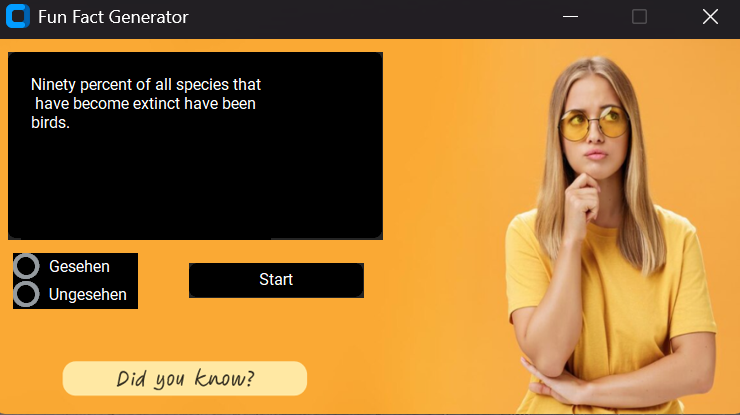 Fun Fact Generator
Ninety percent of all species that
have become extinct have been
birds.
Gesehen
Ungesehen
Start
Did you know?